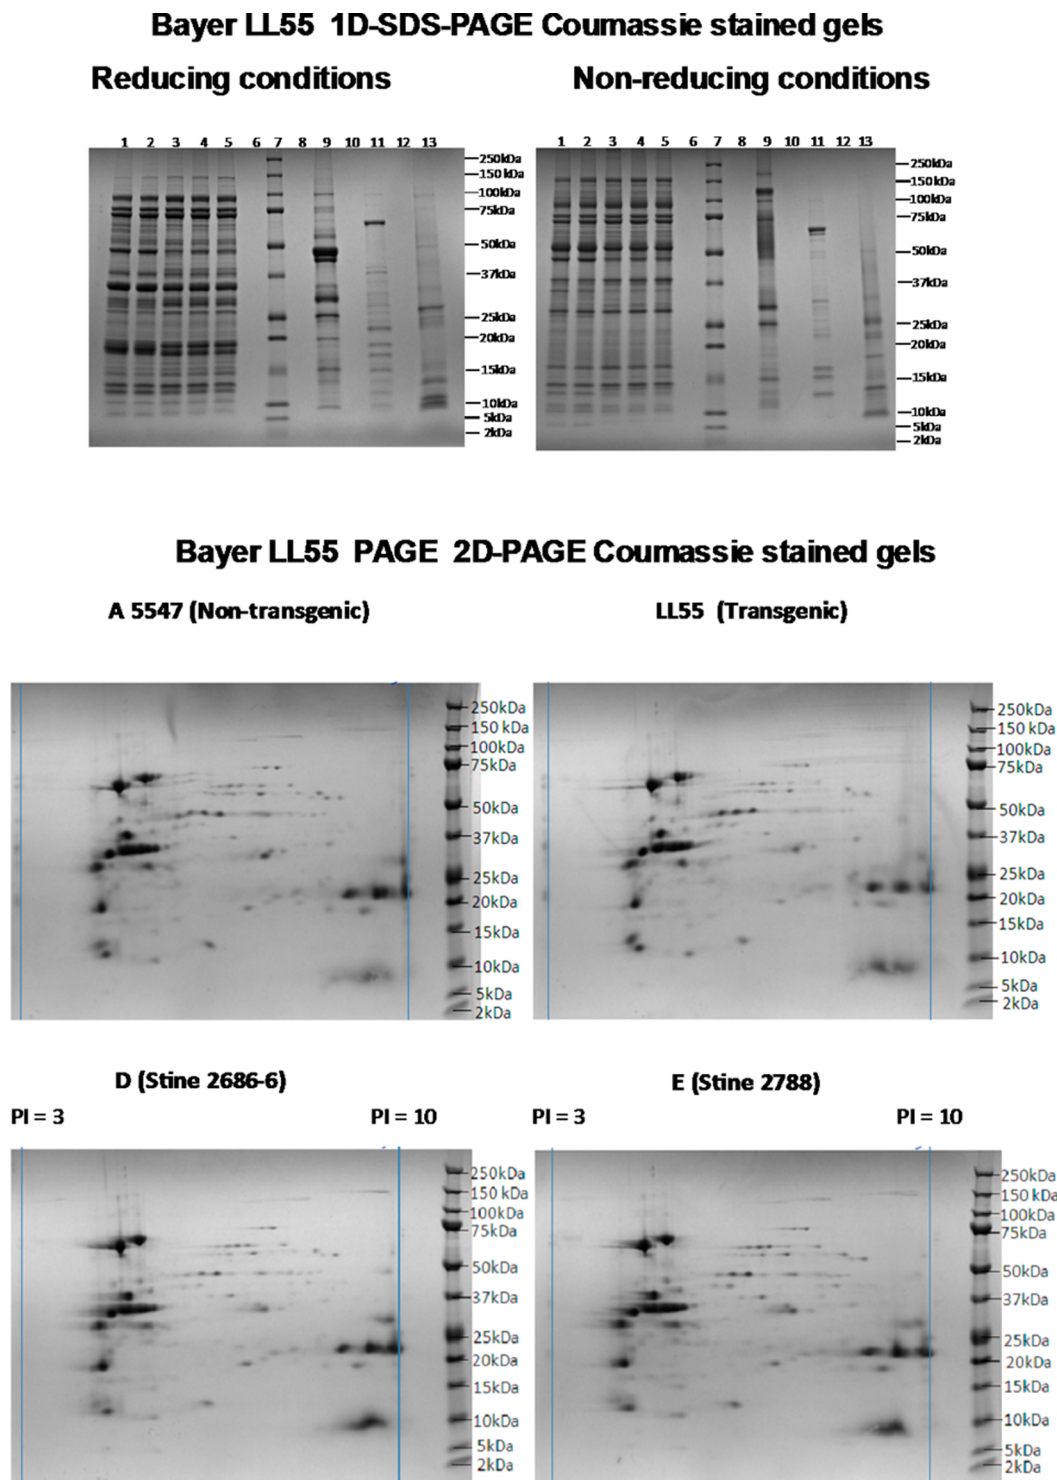 Bayer LL55 1D-SDS-PAGE Coumassie stained gels
Reducing conditions
Non-reducing conditions
1 2 3 4 5 6 7 8 9 10 11 12 13
250kDa
150 kDa
100kDa
75kDa
50kDa
37kDa
25kDa
20kDa
15kDa
10kDa
5kDa
2kDa
1 2 3 4 5 6 7 8 9 10 11 12 13
250kDa
150kDa
100kDa
75kDa
50kDa
37kDa
25kDa
20kDa
15kDa
10kDa
5kDa
2kDa
Bayer LL55 PAGE 2D-PAGE Coumassie stained gels
A 5547 (Non-transgenic)
LL55 (Transgenic)
250kDa
150 kDa
100kDa
75kDa
50kDa
37kDa
25kDa
20kDa
15kDa
10kDa
5kDa
2kDa
250kDa
150 kDa
100kDa
75kDa
50kDa
37kDa
25kDa
20kDa
15kDa
10kDa
5kDa
2kDa
D (Stine 2686-6)
E (Stine 2788)
PI = 3
PI = 10
PI = 3
PI = 10
250kDa
150 kDa
100kDa
75kDa
50kDa
37kDa
25kDa
20kDa
15kDa
10kDa
5kDa
2kDa
250kDa
150 kDa
100kDa
75kDa
50kDa
37kDa
25kDa
20kDa
15kDa
10kDa
5kDa
2kDa